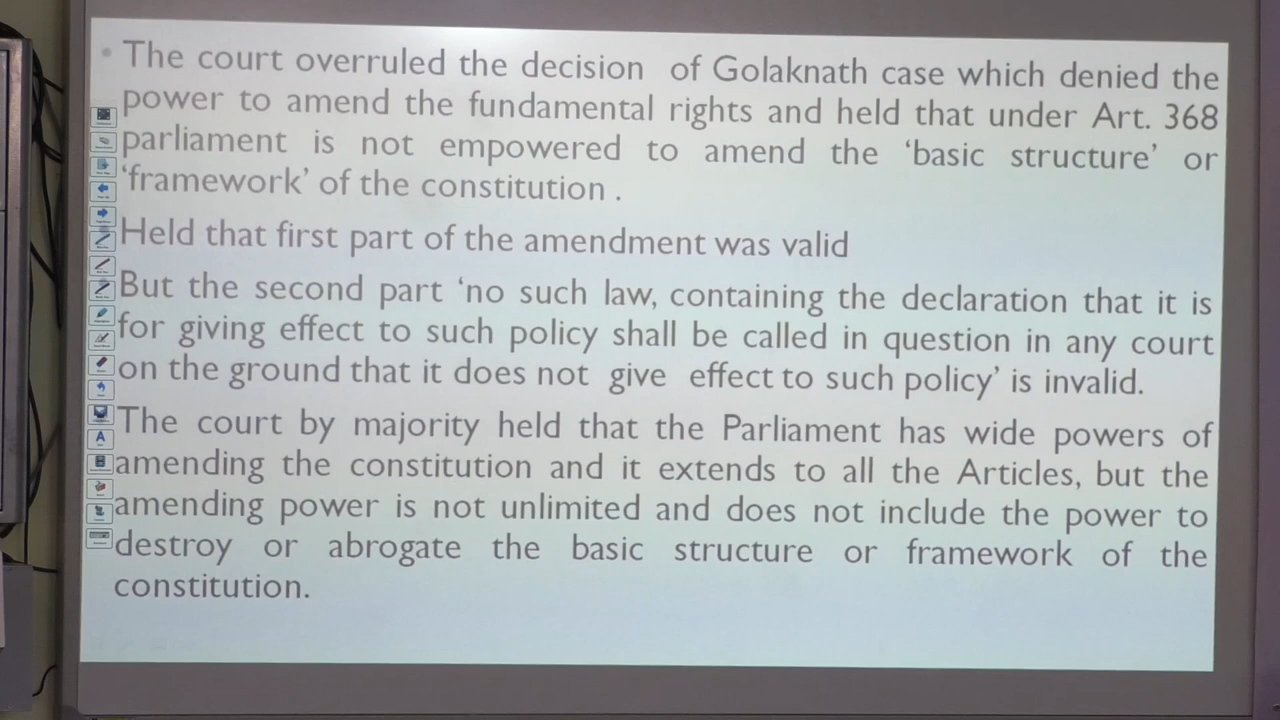 • The court overruled the decision of Golaknath case which denied the
power to amend the fundamental rights and held that under Art. 368
parliament is not empowered to amend the 'basic structure' or
'framework' of the constitution .
Held that first part of the amendment was valid
But the second part 'no such law, containing the declaration that it is
for giving effect to such policy shall be called in question in any court
on the ground that it does not give effect to such policy' is invalid.
The court by majority held that the Parliament has wide powers of
amending the constitution and it extends to all the Articles, but the
amending power is not unlimited and does not include the power to
destroy or abrogate the basic structure or framework of the
constitution.